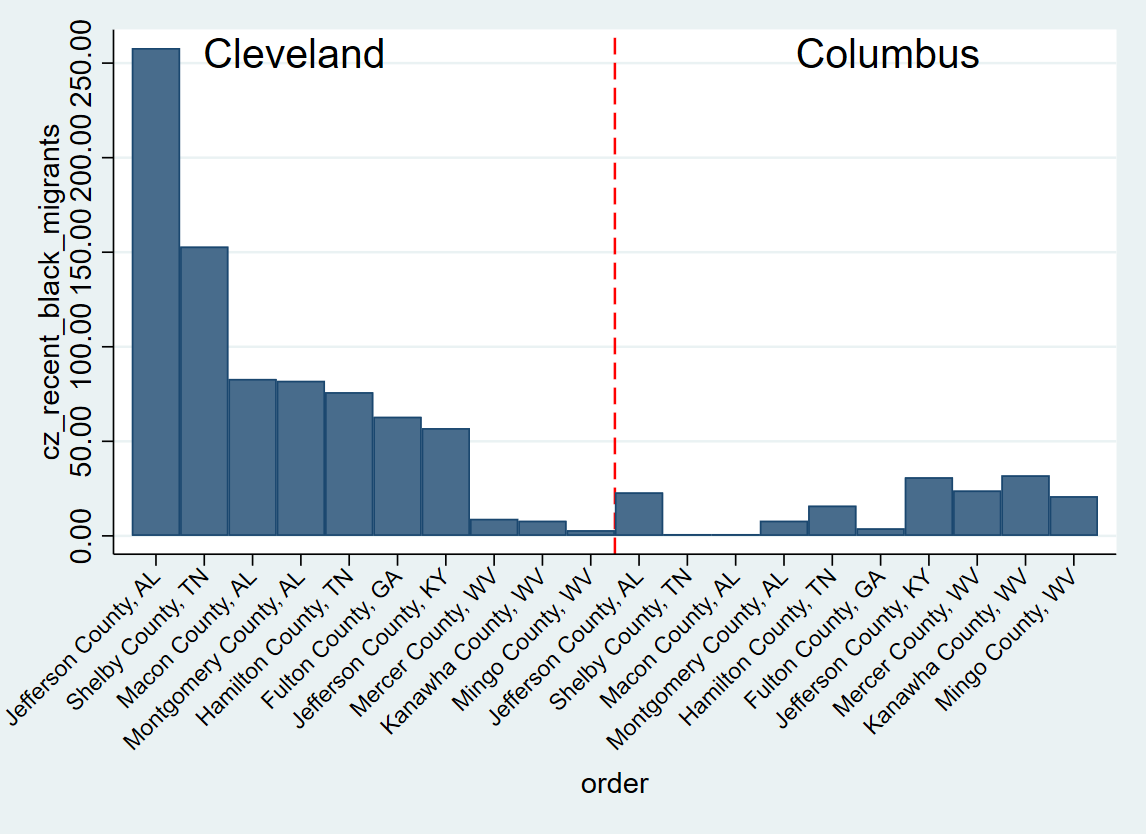 Cleveland
Columbus
cz_recent_black_migrants
250.00
200.00
150.00
100.00
50.00
0.00
Jefferson County, AL
Shelby County, TN
Macon County, AL
Montgomery County, AL
Hamilton County, TN
Fulton County, GA
Jefferson County, KY
Mercer County, WV
Kanawha County, WV
Mingo County, WV
Jefferson County, AL
Shelby County, TN
Macon County, AL
Montgomery County, AL
Hamilton County, TN
Fulton County, GA
Jefferson County, KY
Mercer County, WV
Kanawha County, WV
Mingo County, WV
order